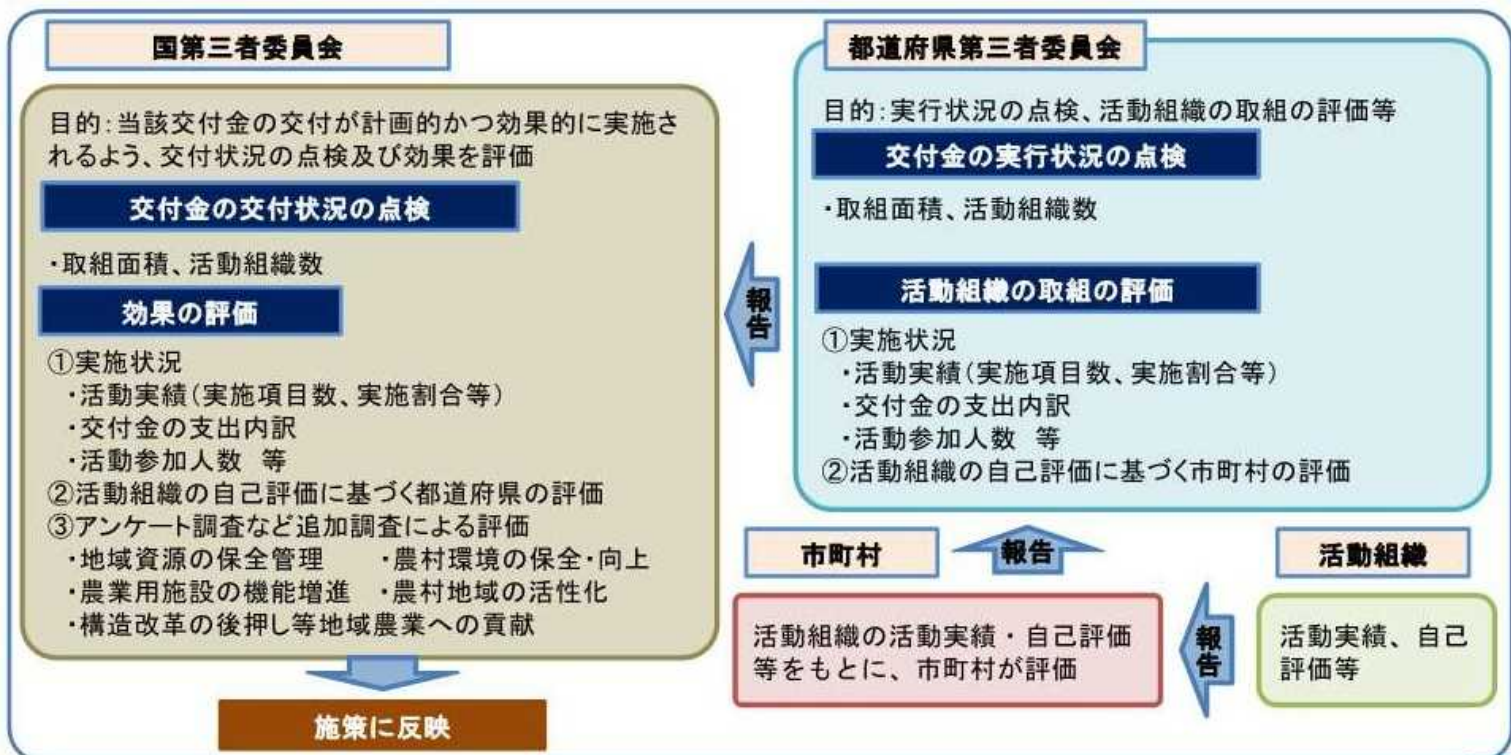 国第三者委員会
目的:当該交付金の交付が計画的かつ効果的に実施さ
れるよう、交付状況の点検及び効果を評価
交付金の交付状況の点検
・取組面積、活動組織数
効果の評価
①実施状況
・活動実績(実施項目数、実施割合等)
・交付金の支出内訳
・活動参加人数 等
②活動組織の自己評価に基づく都道府県の評価
③アンケート調査など追加調査による評価
・地域資源の保全管理 ・農村環境の保全・向上
・農業用施設の機能増進 ・農村地域の活性化
・構造改革の後押し等地域農業への貢献
施策に反映
報告
都道府県第三者委員会
目的:実行状況の点検、活動組織の取組の評価等
交付金の実行状況の点検
・取組面積、活動組織数
活動組織の取組の評価
①実施状況
・活動実績(実施項目数、実施割合等)
・交付金の支出内訳
・活動参加人数 等
②活動組織の自己評価に基づく市町村の評価
市町村
報告
活動組織
活動組織の活動実績・自己評価
等をもとに、市町村が評価
報告
活動実績、自己
評価等